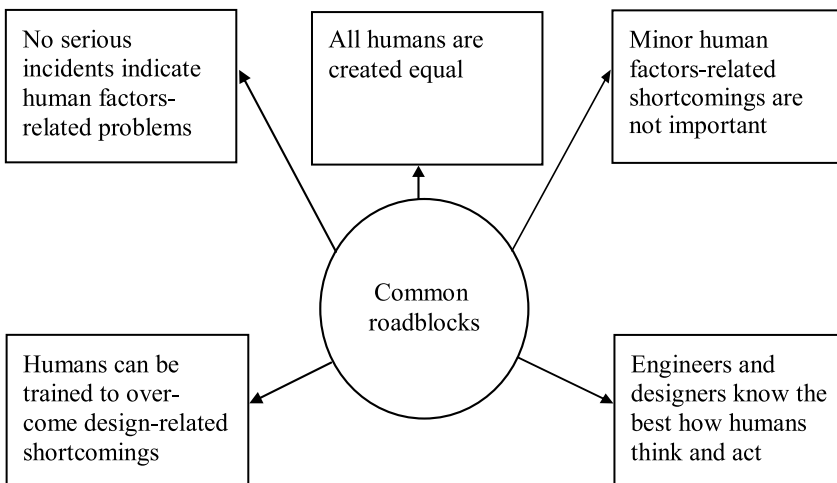 No serious
incidents indicate
human factors-
related problems
All humans are
created equal
Minor human
factors-related
shortcomings are
not important
Common
roadblocks
Humans can be
trained to over-
come design-related
shortcomings
Engineers and
designers know the
best how humans
think and act